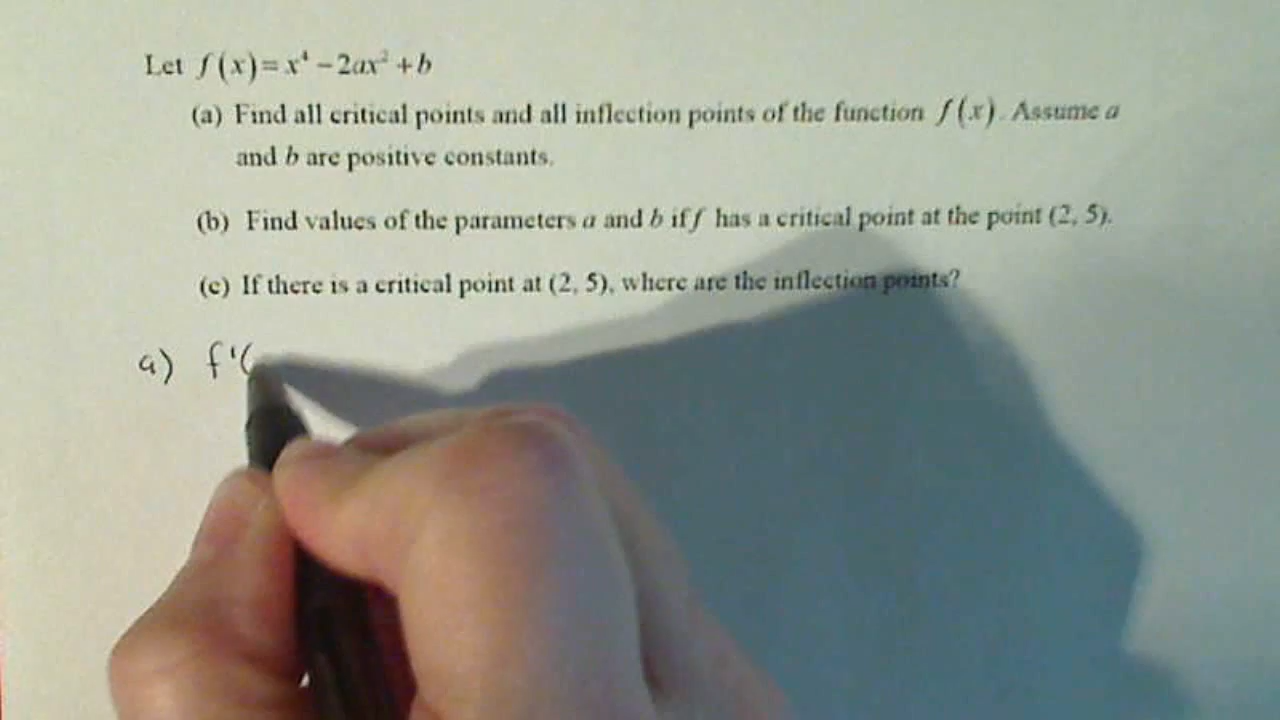 Let f(x)=x⁴−2ax²+b
(a) Find all critical points and all inflection points of the function f(x). Assume a
and b are positive constants.
(b) Find values of the parameters a and b if f has a critical point at the point (2, 5).
(c) If there is a critical point at (2, 5), where are the inflection points?
a) f'(